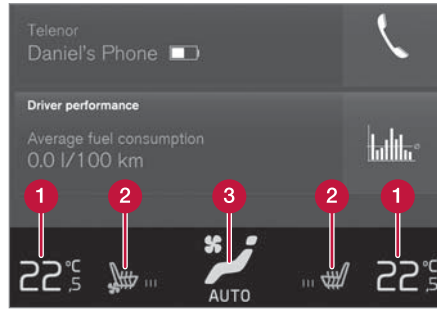 Telenor
Daniel's Phone
Driver performance
Average fuel consumption
0.0 l/100 km
1 2 3 2 1
22,5 °C 22,5 °C
AUTO